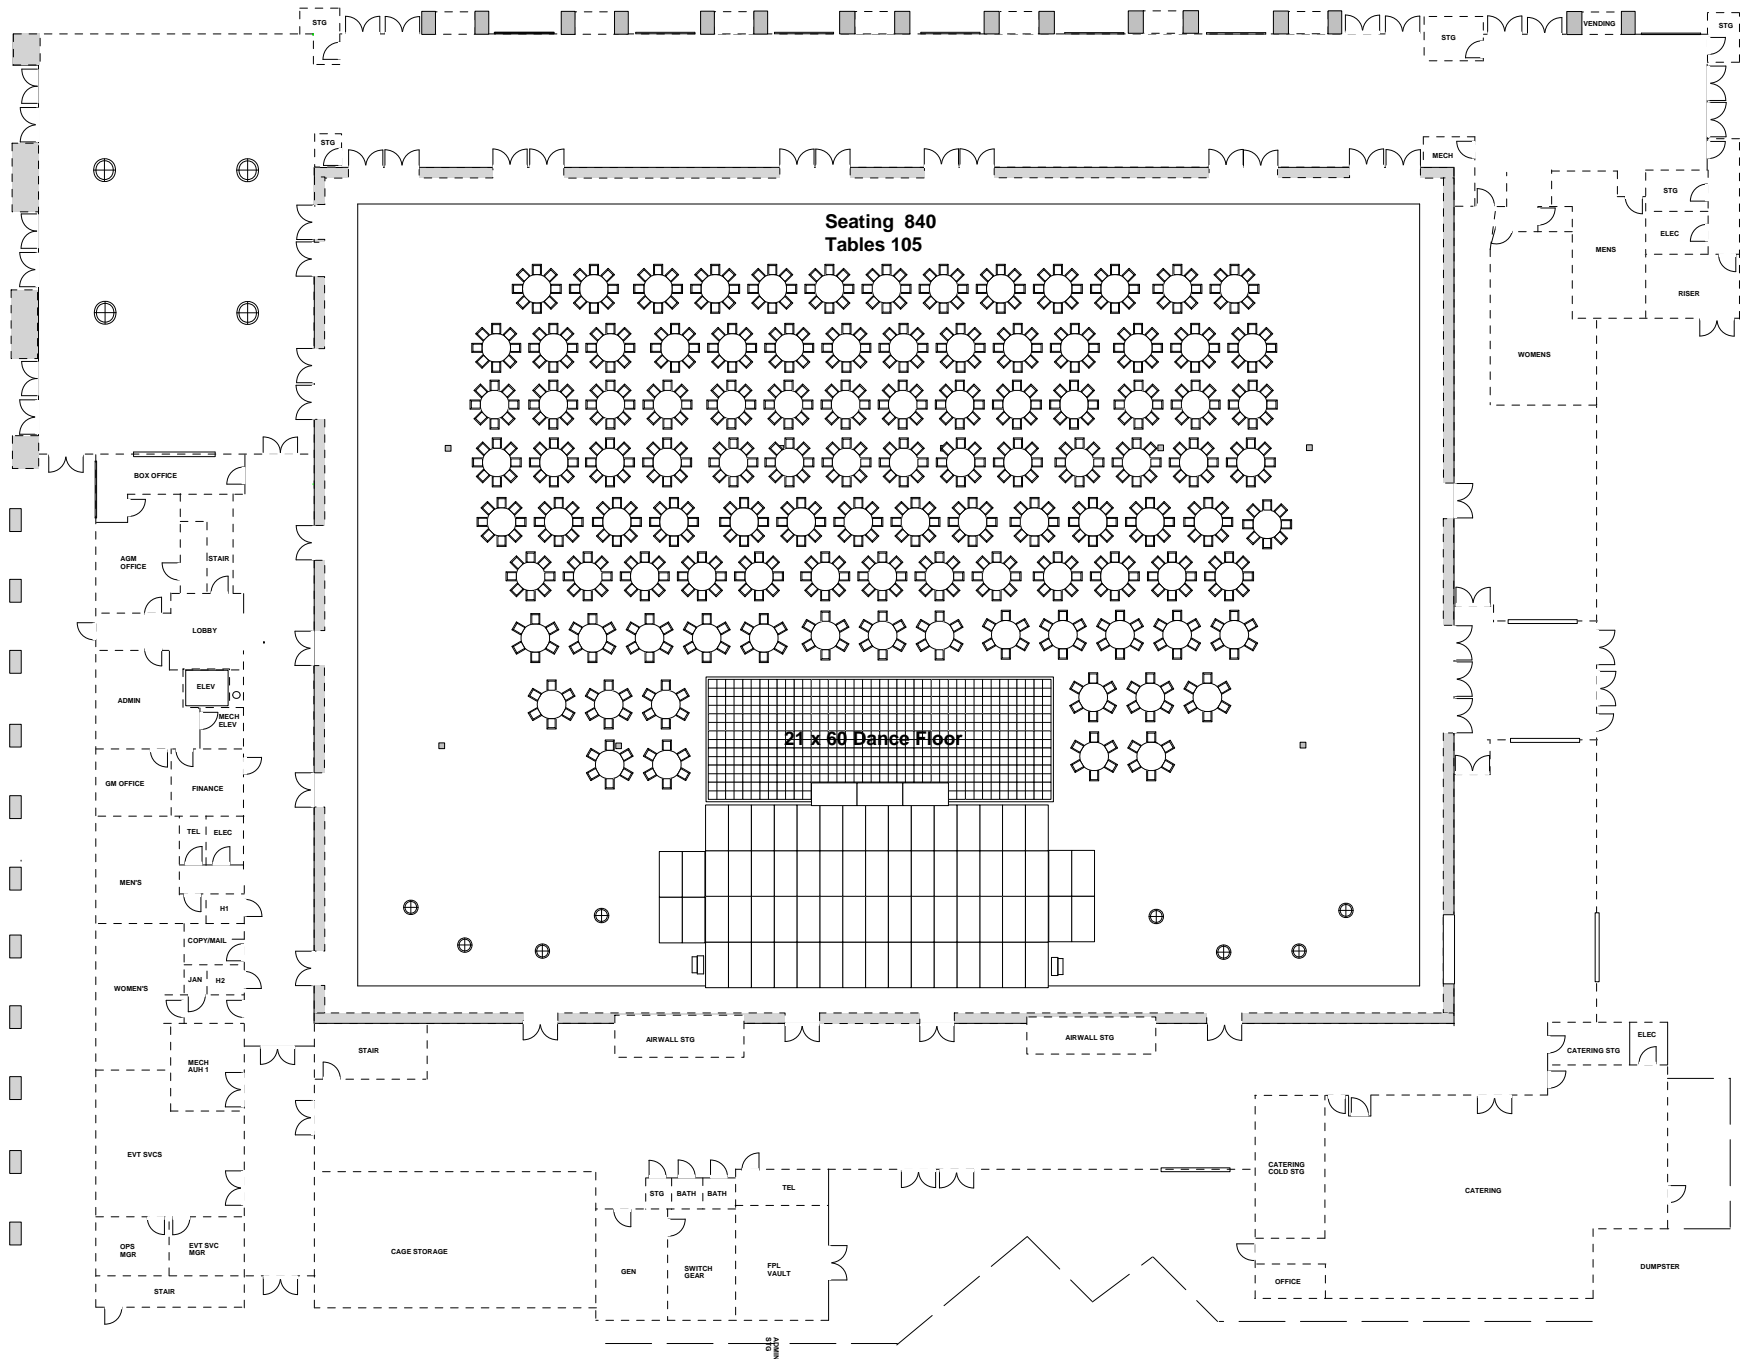 STG
STG
VENDING
STG
STG
MECH
STG
ELEC
MENS
RISER
WOMENS
Seating 840
Tables 105
BOX OFFICE
AGM
OFFICE
STAIR
LOBBY
ELEV
ADMIN
MECH
ELEV
21 x 60 Dance Floor
GM OFFICE
FINANCE
TEL
ELEC
MEN'S
H1
COPY/MAIL
JAN
H2
WOMEN'S
MECH
AUH 1
STAIR
AIRWALL STG
AIRWALL STG
CATERING STG
ELEC
EVT SVCS
CATERING
COLD STG
CATERING
STG
BATH
BATH
TEL
OPS
MGR
EVT SVC
MGR
CAGE STORAGE
GEN
SWITCH
GEAR
FPL
VAULT
OFFICE
DUMPSTER
STAIR
ADMIN
STG